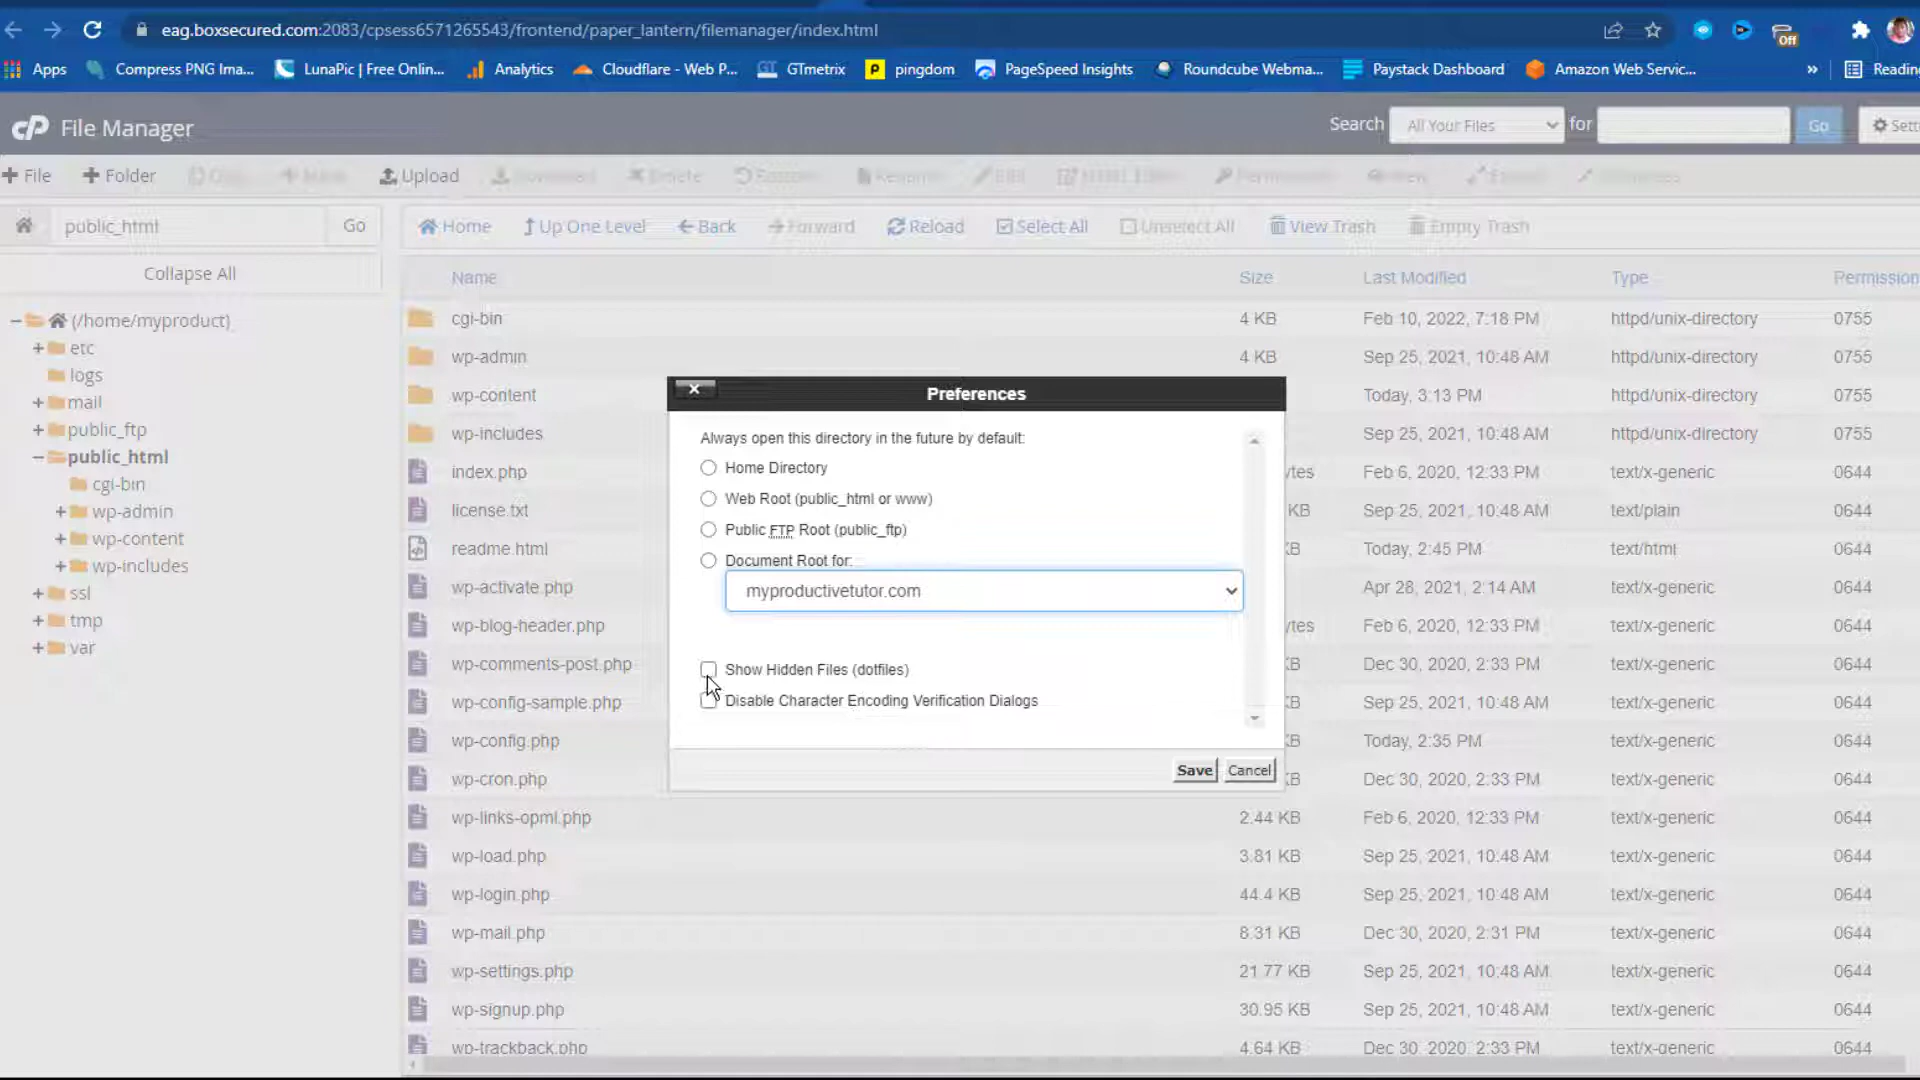 eag.boxsecured.com:2083/cpsess6571265543/frontend/paper_lantern/filemanager/index.html
Off
Apps
Compress PNG Ima...
LunaPic | Free Onlin...
Analytics
Cloudflare - Web P...
GTmetrix
pingdom
PageSpeed Insights
Roundcube Webma...
Paystack Dashboard
Amazon Web Servic...
»
Reading
cP File Manager
Search
All Your Files
for
Go
Sett
File
Folder
Upload
Delete
View
public_html
Go
Home
Up One Level
Back
Forward
Reload
Select All
Unselect All
View Trash
Empty Trash
Collapse All
(/home/myproduct)
etc
logs
mail
public_ftp
public_html
cgi-bin
wp-admin
wp-content
wp-includes
ssl
tmp
var
Name Size Last Modified Type Permission
cgi-bin 4 KB Feb 10, 2022, 7:18 PM httpd/unix-directory 0755
wp-admin 4 KB Sep 25, 2021, 10:48 AM httpd/unix-directory 0755
wp-content Today, 3:13 PM httpd/unix-directory 0755
wp-includes Sep 25, 2021, 10:48 AM httpd/unix-directory 0755
index.php ytes Feb 6, 2020, 12:33 PM text/x-generic 0644
license.txt KB Sep 25, 2021, 10:48 AM text/plain 0644
readme.html KB Today, 2:45 PM text/html 0644
wp-activate.php Apr 28, 2021, 2:14 AM text/x-generic 0644
wp-blog-header.php ytes Feb 6, 2020, 12:33 PM text/x-generic 0644
wp-comments-post.php KB Dec 30, 2020, 2:33 PM text/x-generic 0644
wp-config-sample.php KB Sep 25, 2021, 10:48 AM text/x-generic 0644
wp-config.php KB Today, 2:35 PM text/x-generic 0644
wp-cron.php KB Dec 30, 2020, 2:33 PM text/x-generic 0644
wp-links-opml.php 2.44 KB Feb 6, 2020, 12:33 PM text/x-generic 0644
wp-load.php 3.81 KB Sep 25, 2021, 10:48 AM text/x-generic 0644
wp-login.php 44.4 KB Sep 25, 2021, 10:48 AM text/x-generic 0644
wp-mail.php 8.31 KB Dec 30, 2020, 2:31 PM text/x-generic 0644
wp-settings.php 21.77 KB Sep 25, 2021, 10:48 AM text/x-generic 0644
wp-signup.php 30.95 KB Sep 25, 2021, 10:48 AM text/x-generic 0644
wp-trackback.php 4.64 KB Dec 30, 2020, 2:33 PM text/x-generic 0644
Preferences
Always open this directory in the future by default:
Home Directory
Web Root (public_html or www)
Public FTP Root (public_ftp)
Document Root for:
myproductivetutor.com
Show Hidden Files (dotfiles)
Disable Character Encoding Verification Dialogs
Save
Cancel